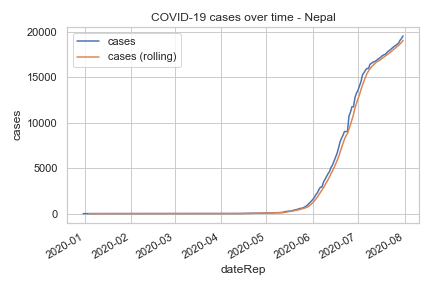 COVID-19 cases over time - Nepal
cases
cases (rolling)
20000
15000
10000
5000
0
cases
2020-01
2020-02
2020-03
2020-04
2020-05
2020-06
2020-07
2020-08
dateRep